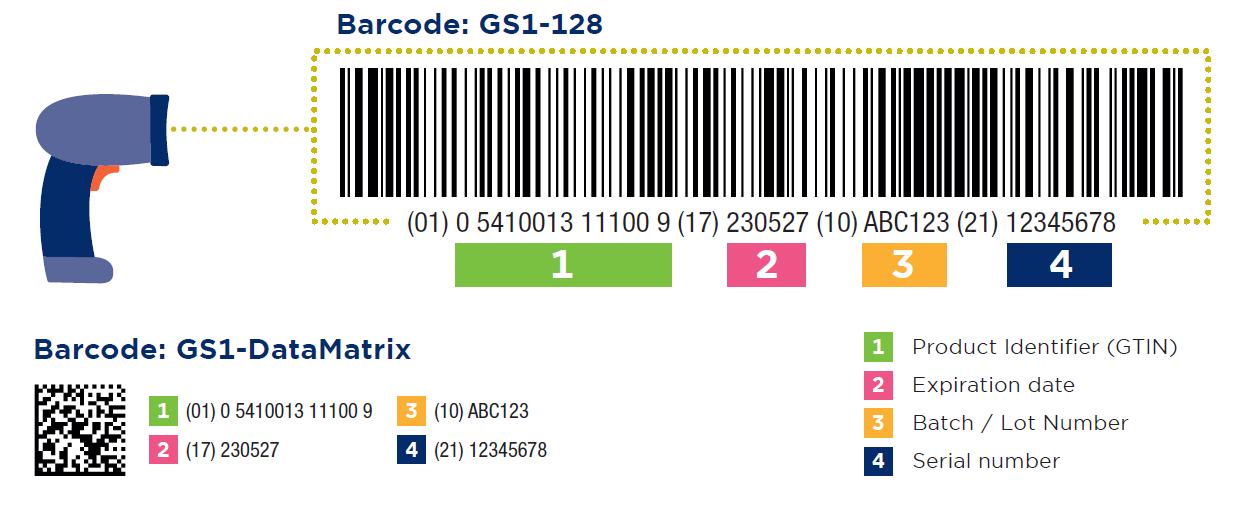 Barcode: GS1-128
(01) 0 5410013 11100 9 (17) 230527 (10) ABC123 (21) 12345678
1 2 3 4
Barcode: GS1-DataMatrix
1 (01) 0 5410013 11100 9 3 (10) ABC123
2 (17) 230527 4 (21) 12345678
1 Product Identifier (GTIN)
2 Expiration date
3 Batch / Lot Number
4 Serial number